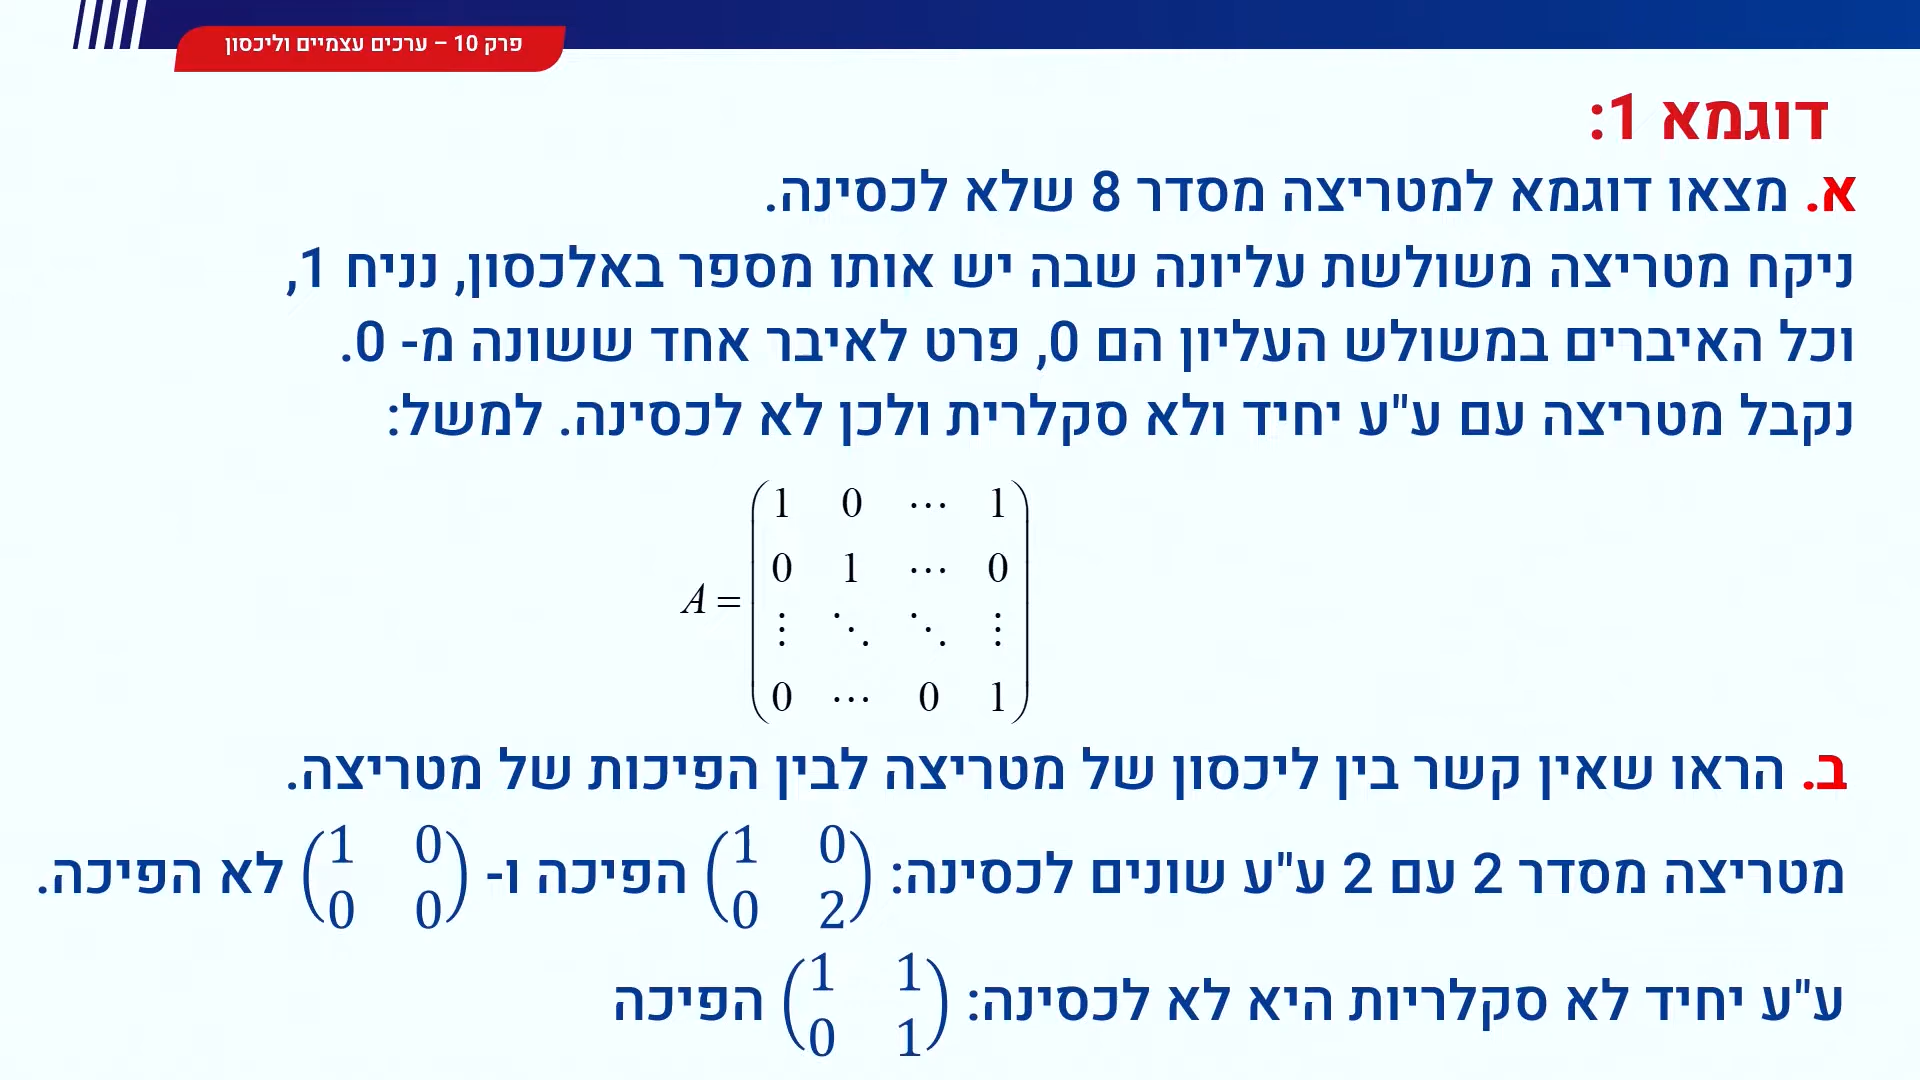 פרק 10 – ערכים עצמיים וליכסון
דוגמא 1:
א. מצאו דוגמא למטריצה מסדר 8 שלא לכסינה.
ניקח מטריצה משולשת עליונה שבה יש אותו מספר באלכסון, נניח 1,
וכל האיברים במשולש העליון הם 0, פרט לאיבר אחד ששונה מ- 0.
נקבל מטריצה עם ע"ע יחיד ולא סקלרית ולכן לא לכסינה. למשל:
1 0 ⋯ 1
0 1 ⋯ 0
A =
⋮ ⋱ ⋱ ⋮
0 ⋯ 0 1
ב. הראו שאין קשר בין ליכסון של מטריצה לבין הפיכות של מטריצה.
מטריצה מסדר 2 עם 2 ע"ע שונים לכסינה: (1 0 / 0 2) הפיכה ו- (1 0 / 0 0) לא הפיכה.
ע"ע יחיד לא סקלריות היא לא לכסינה: (1 1 / 0 1) הפיכה